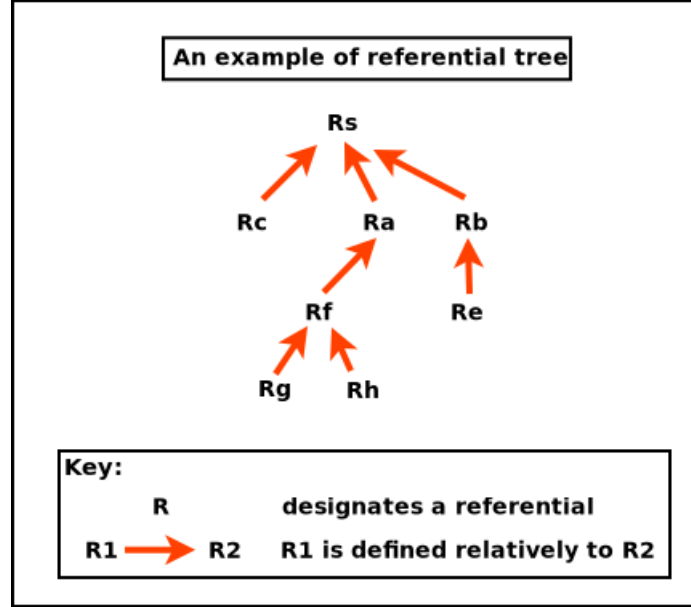 An example of referential tree
Rs
Rc Ra Rb
Rf Re
Rg Rh
Key:
R designates a referential
R1 R2 R1 is defined relatively to R2